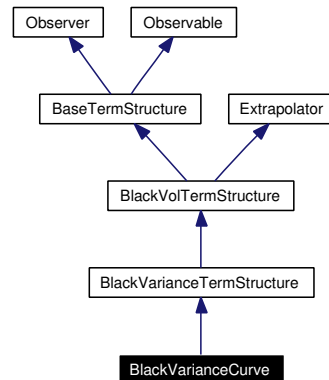 Observer Observable
BaseTermStructure Extrapolator
BlackVolTermStructure
BlackVarianceTermStructure
BlackVarianceCurve